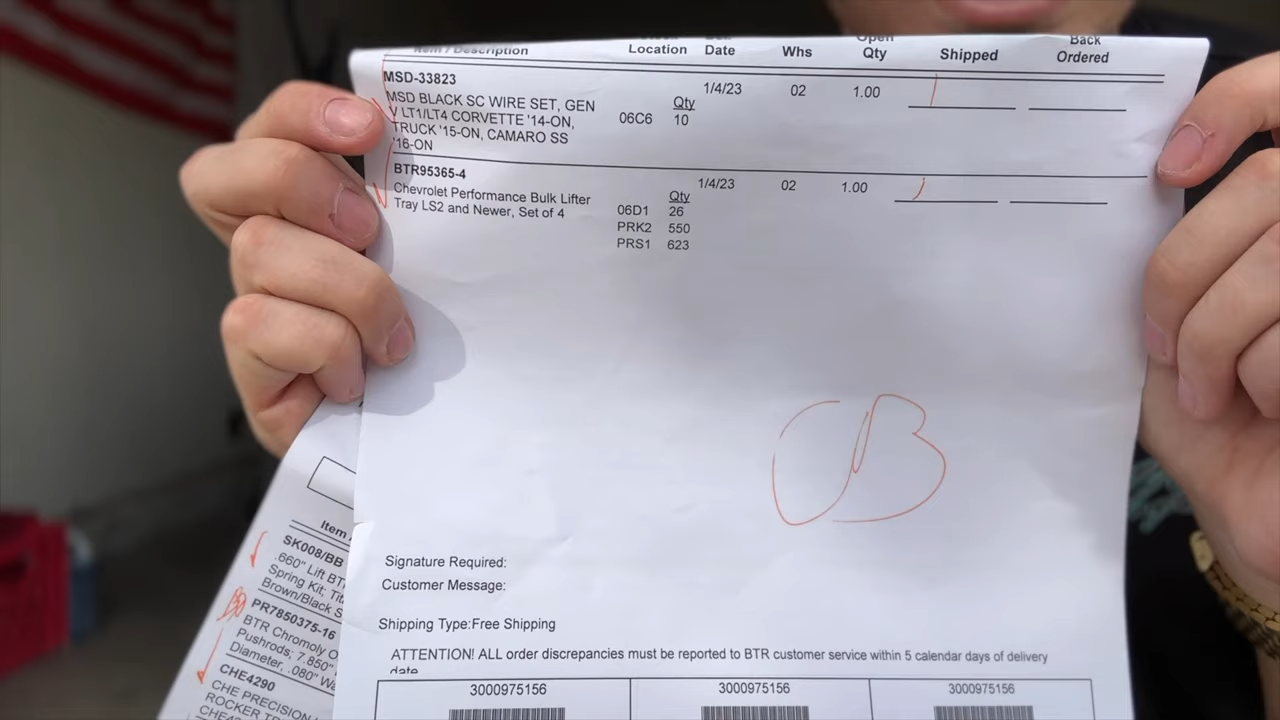 Item / Description Location Date Whs Open Qty Shipped Back Ordered
MSD-33823
MSD BLACK SC WIRE SET, GEN
V LT1/LT4 CORVETTE '14-ON,
TRUCK '15-ON, CAMARO SS
'16-ON
Qty
06C6 10
1/4/23 02 1.00
BTR95365-4
Chevrolet Performance Bulk Lifter
Tray LS2 and Newer, Set of 4
Qty
06D1 26
PRK2 550
PRS1 623
1/4/23 02 1.00
Signature Required:
Customer Message:
Shipping Type:Free Shipping
ATTENTION! ALL order discrepancies must be reported to BTR customer service within 5 calendar days of delivery
date
3000975156 3000975156 3000975156
Item
SK008/BB
.660" Lift
Spring Kit;
Brown/Black
PR7850375-16
BTR Chromoly
Pushrods; 7.850"
Diameter, .080"
CHE4290
CHE PRECISION
ROCKER